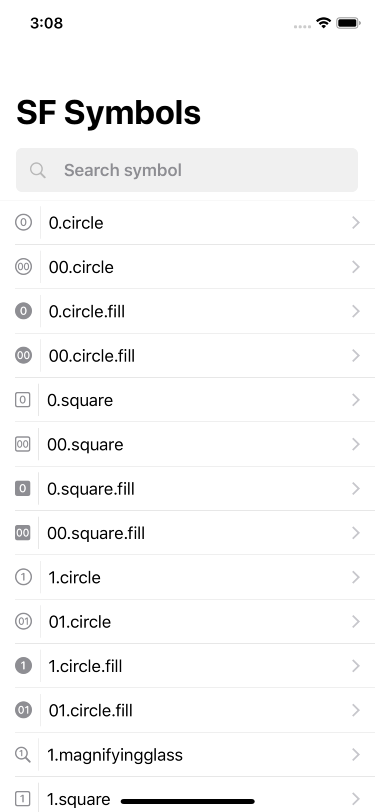 3:08
SF Symbols
Search symbol
0 0.circle
00 00.circle
0 0.circle.fill
00 00.circle.fill
0 0.square
00 00.square
0 0.square.fill
00 00.square.fill
1 1.circle
01 01.circle
1 1.circle.fill
01 01.circle.fill
1 1.magnifyingglass
1 1.square